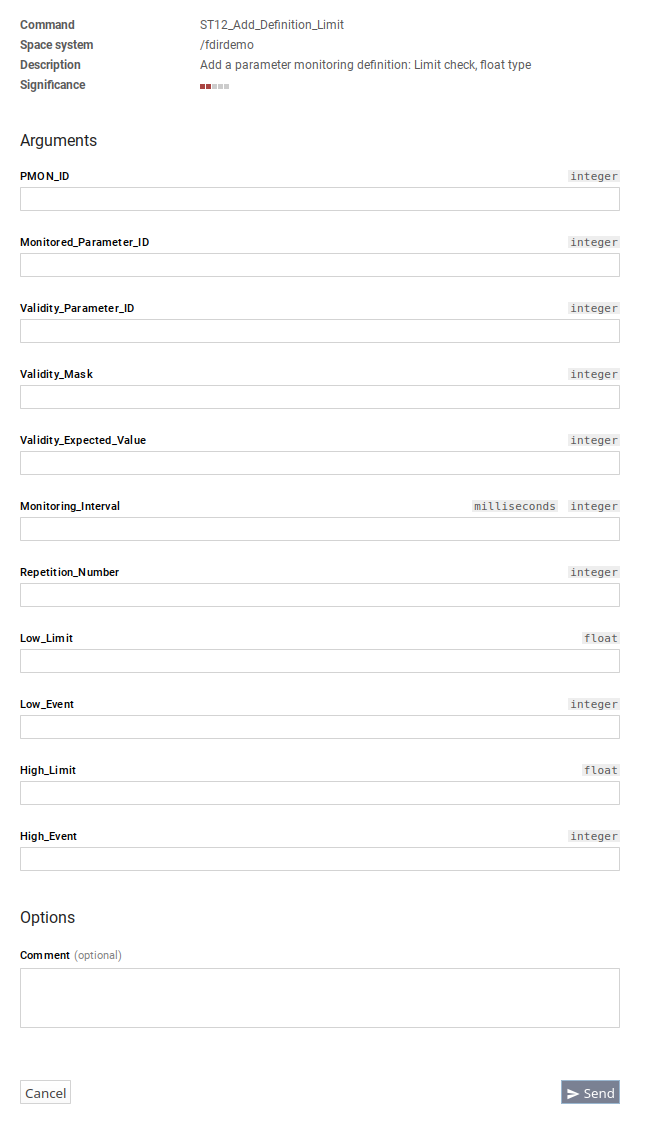 Command ST12_Add_Definition_Limit
Space system /fdirdemo
Description Add a parameter monitoring definition: Limit check, float type
Significance
Arguments
PMON_ID integer
Monitored_Parameter_ID integer
Validity_Parameter_ID integer
Validity_Mask integer
Validity_Expected_Value integer
Monitoring_Interval milliseconds integer
Repetition_Number integer
Low_Limit float
Low_Event integer
High_Limit float
High_Event integer
Options
Comment (optional)
Cancel Send